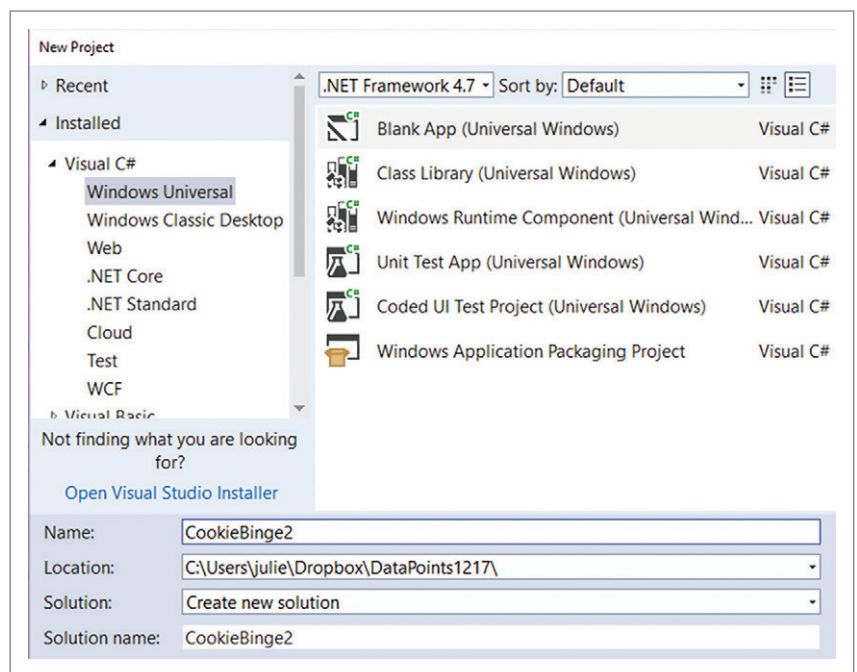 New Project
Recent
Installed
Visual C#
Windows Universal
Windows Classic Desktop
Web
.NET Core
.NET Standard
Cloud
Test
WCF
Visual Basic
Not finding what you are looking
for?
Open Visual Studio Installer
.NET Framework 4.7 Sort by: Default
C# Blank App (Universal Windows) Visual C#
C# Class Library (Universal Windows) Visual C#
C# Windows Runtime Component (Universal Wind... Visual C#
C# Unit Test App (Universal Windows) Visual C#
C# Coded UI Test Project (Universal Windows) Visual C#
Windows Application Packaging Project Visual C#
Name: CookieBinge2
Location: C:\Users\julie\Dropbox\DataPoints1217\
Solution: Create new solution
Solution name: CookieBinge2